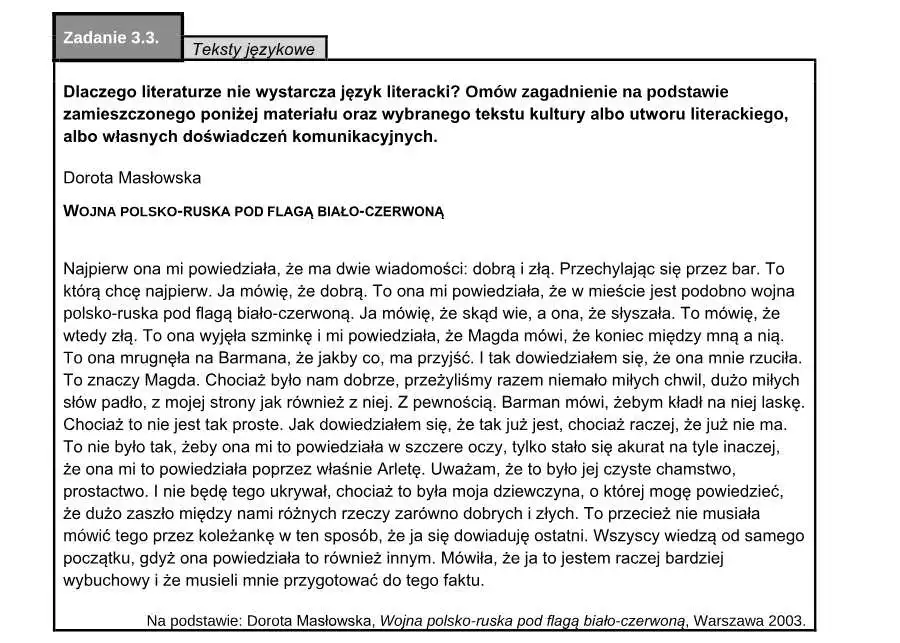 Zadanie 3.3.
Teksty językowe
Dlaczego literaturze nie wystarcza język literacki? Omów zagadnienie na podstawie
zamieszczonego poniżej materiału oraz wybranego tekstu kultury albo utworu literackiego,
albo własnych doświadczeń komunikacyjnych.
Dorota Masłowska
WOJNA POLSKO-RUSKA POD FLAGĄ BIAŁO-CZERWONĄ
Najpierw ona mi powiedziała, że ma dwie wiadomości: dobrą i złą. Przechylając się przez bar. To
którą chcę najpierw. Ja mówię, że dobrą. To ona mi powiedziała, że w mieście jest podobno wojna
polsko-ruska pod flagą biało-czerwoną. Ja mówię, że skąd wie, a ona, że słyszała. To mówię, że
wtedy złą. To ona wyjęła szminkę i mi powiedziała, że Magda mówi, że koniec między mną a nią.
To ona mrugnęła na Barmana, że jakby co, ma przyjść. I tak dowiedziałem się, że ona mnie rzuciła.
To znaczy Magda. Chociaż było nam dobrze, przeżyliśmy razem niemało miłych chwil, dużo miłych
słów padło, z mojej strony jak również z niej. Z pewnością. Barman mówi, żebym kładł na niej laskę.
Chociaż to nie jest tak proste. Jak dowiedziałem się, że tak już jest, chociaż raczej, że już nie ma.
To nie było tak, żeby ona mi to powiedziała w szczere oczy, tylko stało się akurat na tyle inaczej,
że ona mi to powiedziała poprzez właśnie Arletę. Uważam, że to było jej czyste chamstwo,
prostactwo. I nie będę tego ukrywał, chociaż to była moja dziewczyna, o której mogę powiedzieć,
że dużo zaszło między nami różnych rzeczy zarówno dobrych i złych. To przecież nie musiała
mówić tego przez koleżankę w ten sposób, że ja się dowiaduję ostatni. Wszyscy wiedzą od samego
początku, gdyż ona powiedziała to również innym. Mówiła, że ja to jestem raczej bardziej
wybuchowy i że musieli mnie przygotować do tego faktu.
Na podstawie: Dorota Masłowska, Wojna polsko-ruska pod flagą biało-czerwoną, Warszawa 2003.